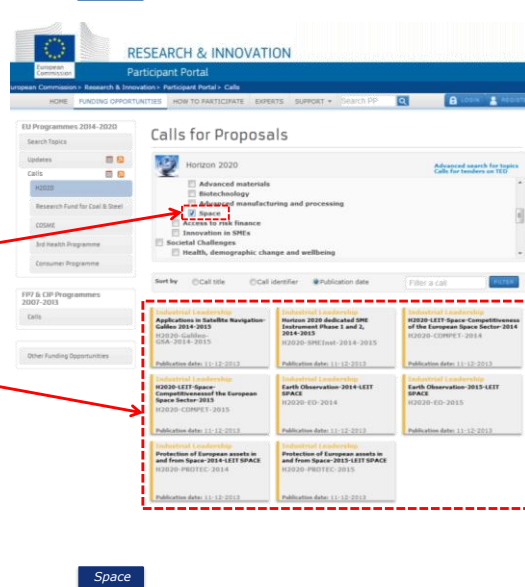 European
Commission
RESEARCH & INNOVATION
Participant Portal
European Commission > Research & Innovation > Participant Portal > Calls
HOME FUNDING OPPORTUNITIES HOW TO PARTICIPATE EXPERTS SUPPORT Search PP LOGIN REGISTER
EU Programmes 2014-2020
Search Topics
Updates
Calls
H2020
Research Fund for Coal & Steel
COSME
3rd Health Programme
Consumer Programme
FP7 & CIP Programmes
2007-2013
Calls
Other Funding Opportunities
Calls for Proposals
Horizon 2020
Advanced search for topics
Calls for tenders on TED
Advanced materials
Biotechnology
Advanced manufacturing and processing
Space
Access to risk finance
Innovation in SMEs
Societal Challenges
Health, demographic change and wellbeing
Sort by Call title Call identifier Publication date Filter a call FILTER
Industrial Leadership
Applications in Satellite Navigation-
Galileo 2014-2015
H2020-Galileo-
GSA-2014-2015
Publication date: 11-12-2013
Industrial Leadership
Horizon 2020 dedicated SME
Instrument Phase 1 and 2,
2014-2015
H2020-SMEInst-2014-2015
Publication date: 11-12-2013
Industrial Leadership
H2020-LEIT-Space-Competitiveness
of the European Space Sector-2014
H2020-COMPET-2014
Publication date: 11-12-2013
Industrial Leadership
H2020-LEIT-Space-
Competitivenessof the European
Space Sector-2015
H2020-COMPET-2015
Publication date: 11-12-2013
Industrial Leadership
Earth Observation-2014-LEIT
SPACE
H2020-EO-2014
Publication date: 11-12-2013
Industrial Leadership
Earth Observation-2015-LEIT
SPACE
H2020-EO-2015
Publication date: 11-12-2013
Industrial Leadership
Protection of European assets in
and from Space-2014-LEIT SPACE
H2020-PROTEC-2014
Publication date: 11-12-2013
Industrial Leadership
Protection of European assets in
and from Space-2015-LEIT SPACE
H2020-PROTEC-2015
Publication date: 11-12-2013
Space